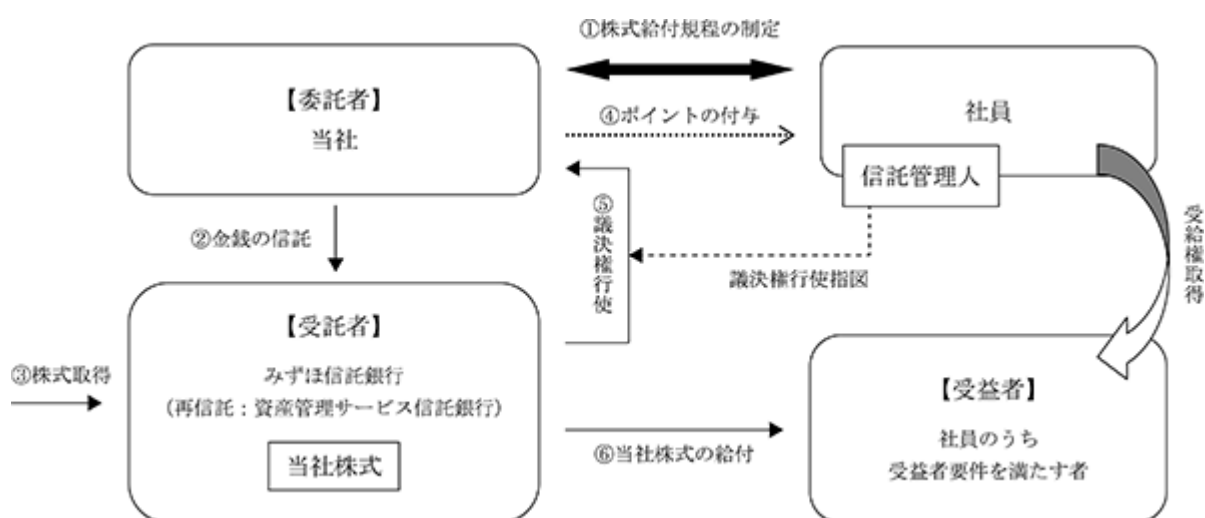 ①株式給付規程の制定
【委託者】
当社
④ポイントの付与
社員
信託管理人
②金銭の信託
⑤議決権行使
議決権行使指図
受給権取得
【受託者】
みずほ信託銀行
(再信託:資産管理サービス信託銀行)
当社株式
③株式取得
⑥当社株式の給付
【受益者】
社員のうち
受益者要件を満たす者